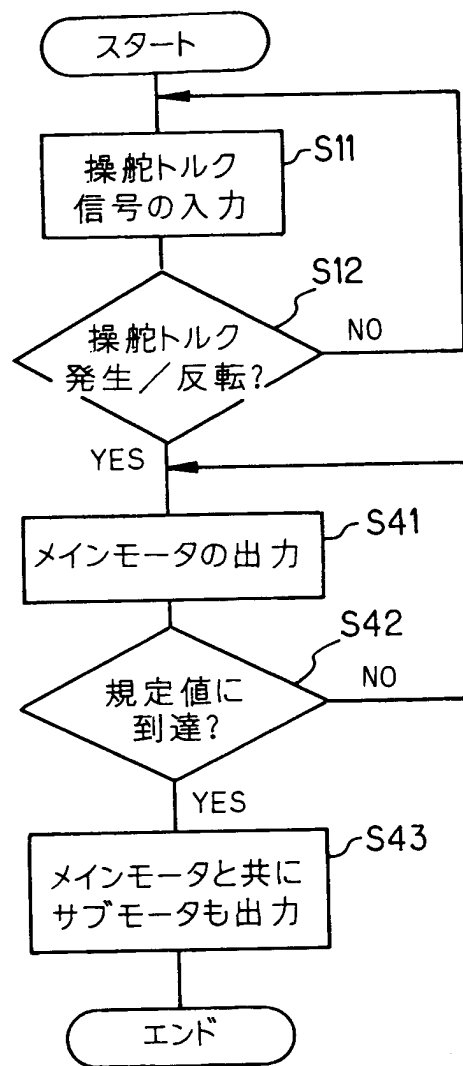 スタート
操舵トルク
信号の入力
S11
S12
操舵トルク
発生／反転?
NO
YES
メインモータの出力
S41
S42
規定値に
到達?
NO
YES
S43
メインモータと共に
サブモータも出力
エンド